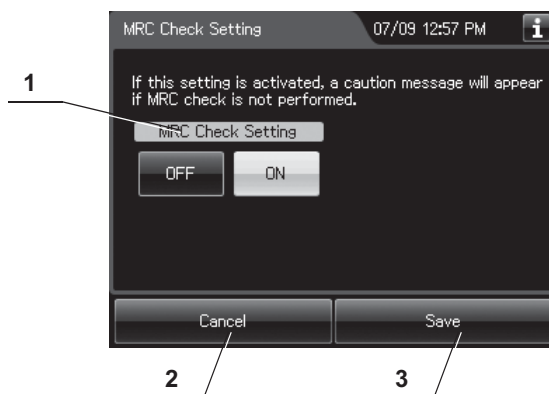 MRC Check Setting 07/09 12:57 PM i
1
If this setting is activated, a caution message will appear
if MRC check is not performed.
MRC Check Setting
OFF ON
Cancel Save
2 3